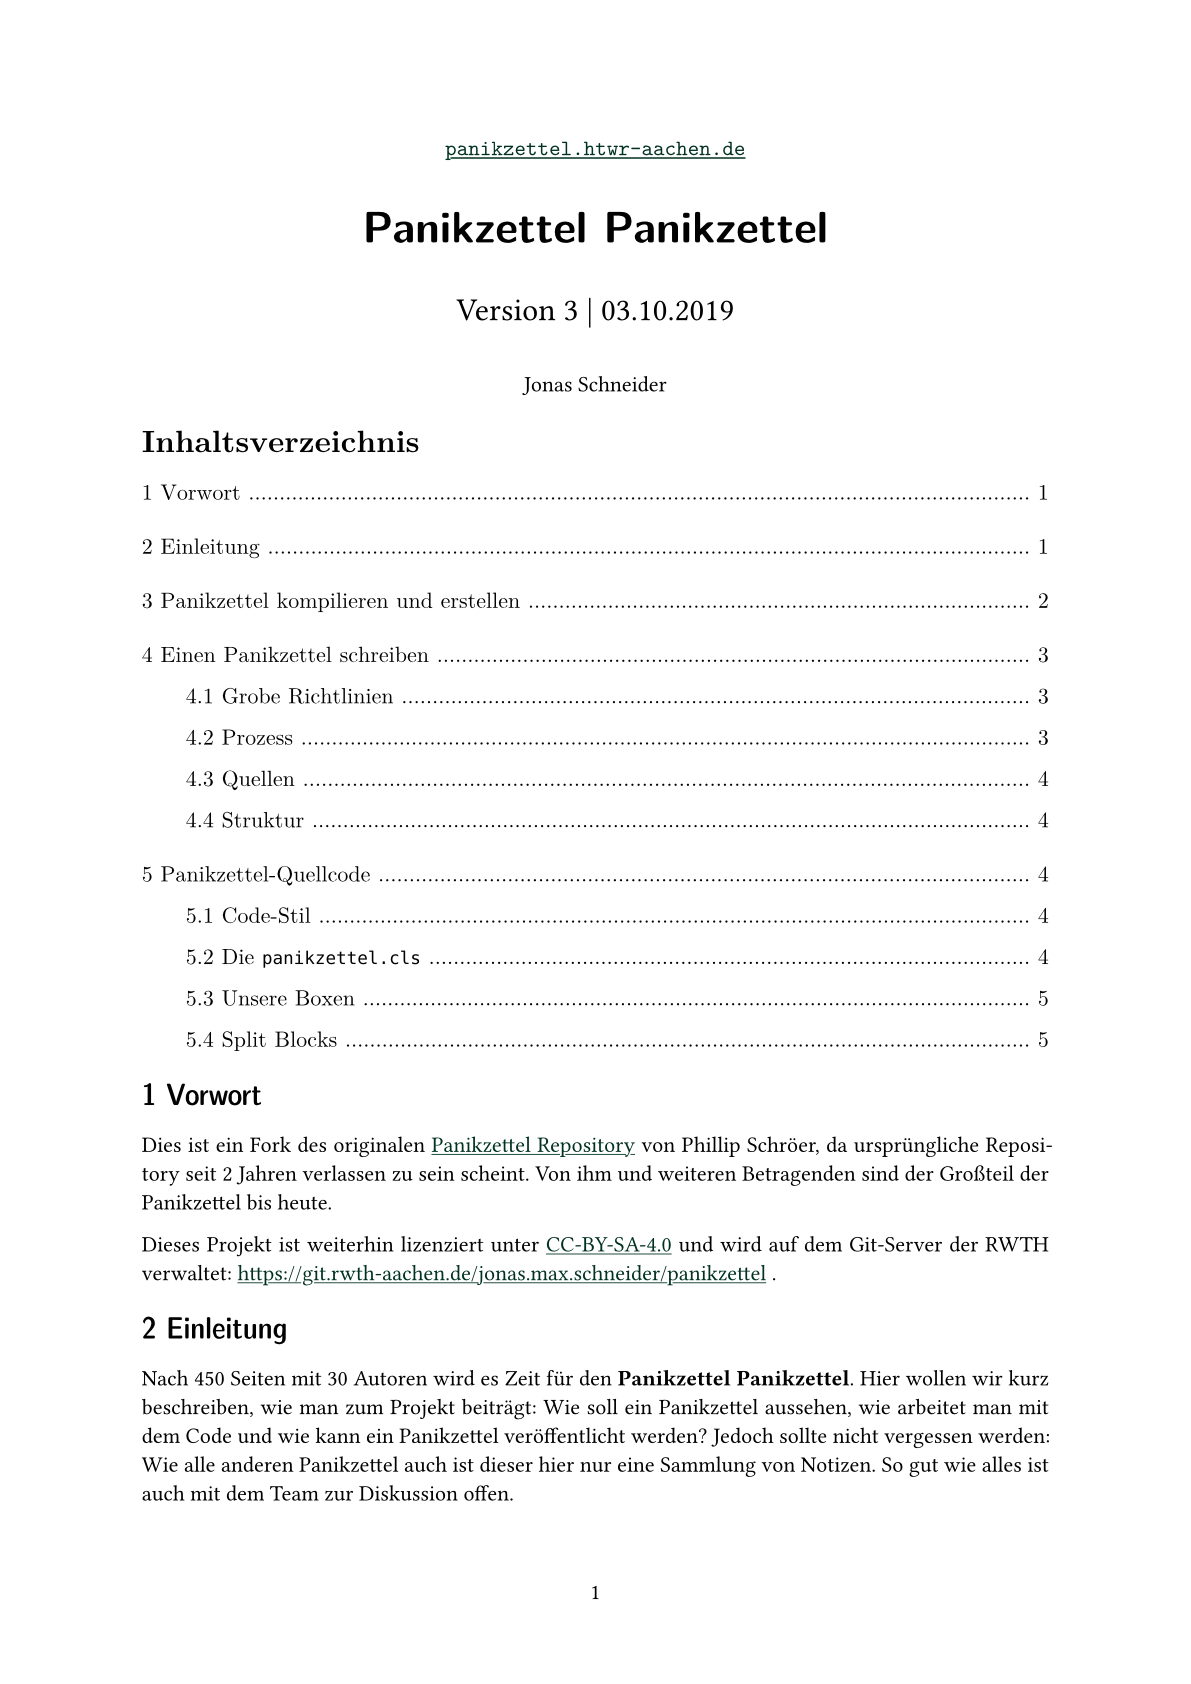 panikzettel.htwr-aachen.de
Panikzettel Panikzettel
Version 3 | 03.10.2019
Jonas Schneider
Inhaltsverzeichnis
1 Vorwort ................................ 1
2 Einleitung ................................ 1
3 Panikzettel kompilieren und erstellen ................................ 2
4 Einen Panikzettel schreiben ................................ 3
4.1 Grobe Richtlinien ................................ 3
4.2 Prozess ................................ 3
4.3 Quellen ................................ 4
4.4 Struktur ................................ 4
5 Panikzettel-Quellcode ................................ 4
5.1 Code-Stil ................................ 4
5.2 Die panikzettel.cls ................................ 4
5.3 Unsere Boxen ................................ 5
5.4 Split Blocks ................................ 5
1 Vorwort
Dies ist ein Fork des originalen Panikzettel Repository von Phillip Schröer, da ursprüngliche Reposi-
tory seit 2 Jahren verlassen zu sein scheint. Von ihm und weiteren Betragenden sind der Großteil der
Panikzettel bis heute.
Dieses Projekt ist weiterhin lizenziert unter CC-BY-SA-4.0 und wird auf dem Git-Server der RWTH
verwaltet: https://git.rwth-aachen.de/jonas.max.schneider/panikzettel .
2 Einleitung
Nach 450 Seiten mit 30 Autoren wird es Zeit für den Panikzettel Panikzettel. Hier wollen wir kurz
beschreiben, wie man zum Projekt beiträgt: Wie soll ein Panikzettel aussehen, wie arbeitet man mit
dem Code und wie kann ein Panikzettel veröffentlicht werden? Jedoch sollte nicht vergessen werden:
Wie alle anderen Panikzettel auch ist dieser hier nur eine Sammlung von Notizen. So gut wie alles ist
auch mit dem Team zur Diskussion offen.
1